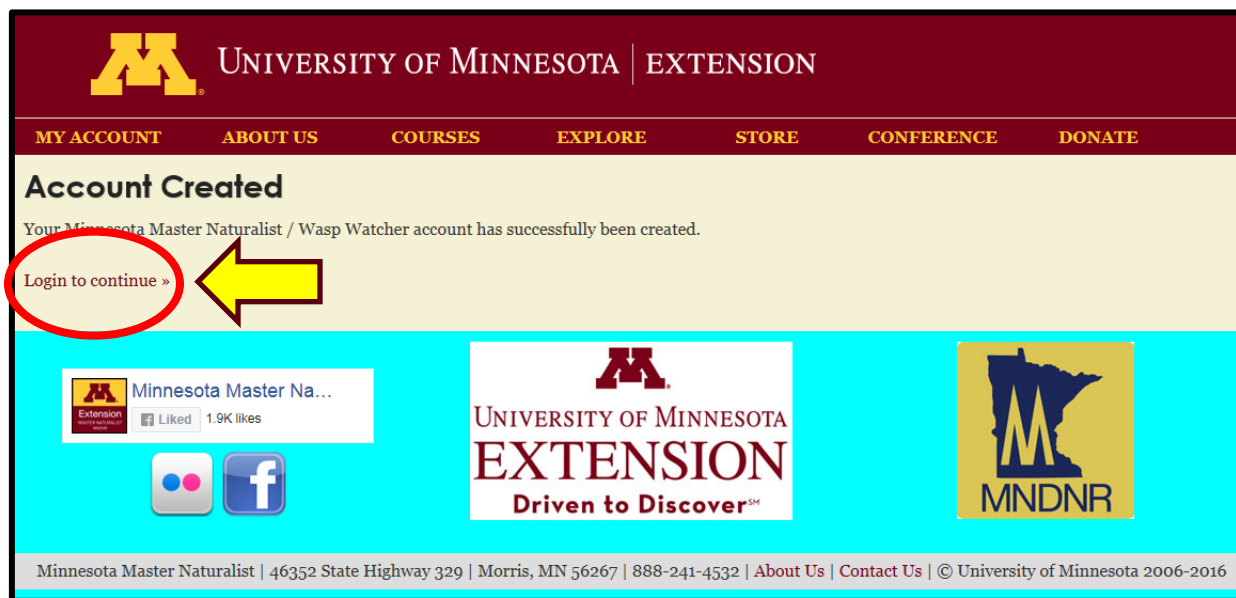 UNIVERSITY OF MINNESOTA | EXTENSION
MY ACCOUNT ABOUT US COURSES EXPLORE STORE CONFERENCE DONATE
Account Created
Your Minnesota Master Naturalist / Wasp Watcher account has successfully been created.
Login to continue »
Minnesota Master Na...
Extension
Liked 1.9K likes
UNIVERSITY OF MINNESOTA
EXTENSION
Driven to Discover℠
MNDNR
Minnesota Master Naturalist | 46352 State Highway 329 | Morris, MN 56267 | 888-241-4532 | About Us | Contact Us | © University of Minnesota 2006-2016